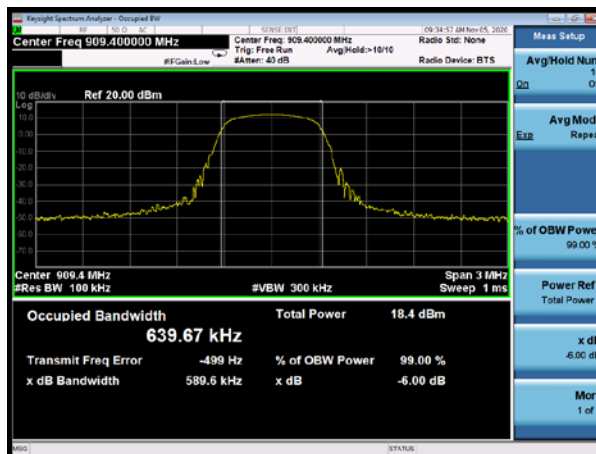 Keysight Spectrum Analyzer - Occupied BW
RF 50 Ω AC SENSE:INT 09:34:57 AM Nov 05, 2020
Center Freq 909.400000 MHz
Center Freq: 909.400000 MHz
Radio Std: None
Trig: Free Run Avg|Hold:>10/10
#IFGain:Low #Atten: 40 dB Radio Device: BTS
10 dB/div Ref 20.00 dBm
Log
10.0
0.00
-10.0
-20.0
-30.0
-40.0
-50.0
-60.0
-70.0
Center 909.4 MHz Span 3 MHz
#Res BW 100 kHz #VBW 300 kHz Sweep 1 ms
Occupied Bandwidth Total Power 18.4 dBm
639.67 kHz
Transmit Freq Error -499 Hz % of OBW Power 99.00 %
x dB Bandwidth 589.6 kHz x dB -6.00 dB
MSG STATUS
Meas Setup
Avg/Hold Num
1
On O
Avg Mod
Exp Repea
% of OBW Power
99.00 %
Power Ref
Total Power
x d
-6.00 dB
Mor
1 of